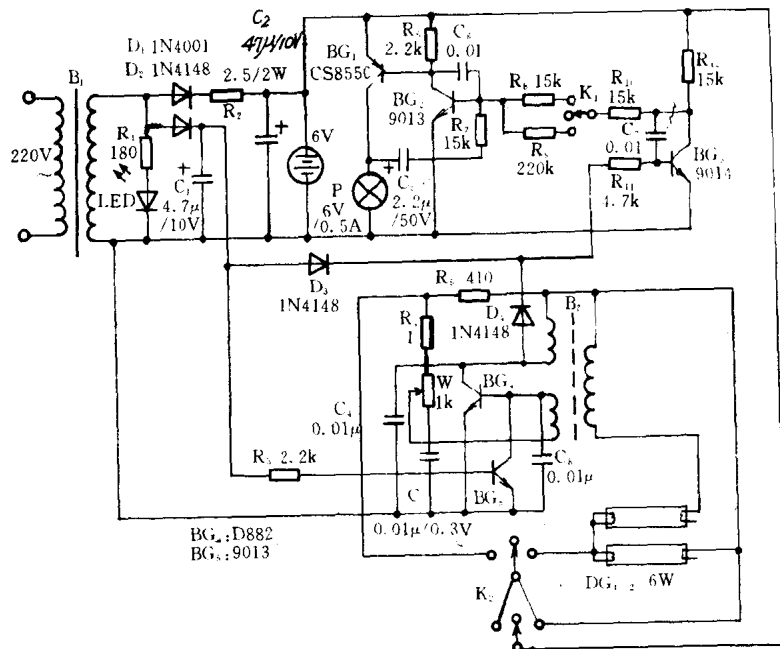 C₂
47μ/10V
D₁ 1N4001
D₂ 1N4148
B₁
2.5/2W
R₂
220V
~
R₁
180
LED
C₁
4.7μ
/10V
6V
BG₁
CS8550
R₅
2.2k
0.01
BG₂
9013
R₇
15k
P
6V
/0.5A
2.2μ
/50V
R₈ 15k
R₉
220k
K₁
R₁₀
15k
0.01
R₁₁
4.7k
R₁₂
15k
BG₃
9014
D₃
1N4148
410
D₄
1N4148
B₂
1
W
1k
BG₄
C₄
0.01μ
R₃ 2.2k
BG₅
C
0.01μ/0.3V
C₆
0.01μ
BG₄:D882
BG₅:9013
K₂
DG₁₋₂ 6W